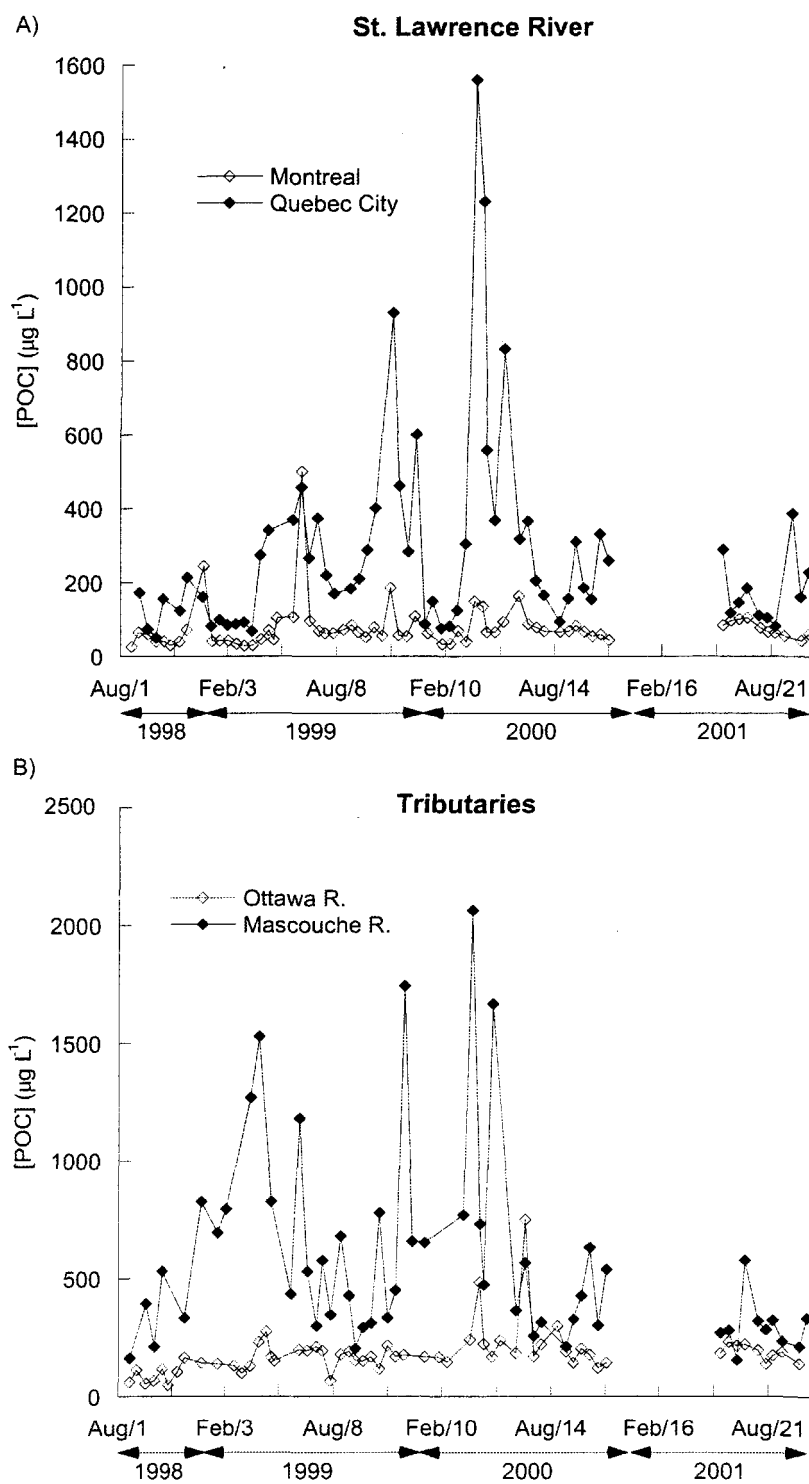 A)
St. Lawrence River
1600
1400
1200
1000
800
600
400
200
0
[POC] (µg L-1)
Montreal
Quebec City
Aug/1 Feb/3 Aug/8 Feb/10 Aug/14 Feb/16 Aug/21
1998 1999 2000 2001
B)
Tributaries
2500
2000
1500
1000
500
0
[POC] (µg L-1)
Ottawa R.
Mascouche R.
Aug/1 Feb/3 Aug/8 Feb/10 Aug/14 Feb/16 Aug/21
1998 1999 2000 2001